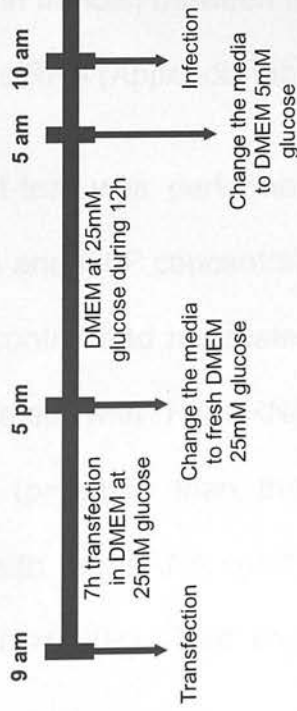 9 am
5 pm
5 am
10 am
7h transfection
in DMEM at
25mM glucose
DMEM at 25mM
glucose during 12h
Transfection
Change the media
to fresh DMEM
25mM glucose
Change the media
to DMEM 5mM
glucose
Infection